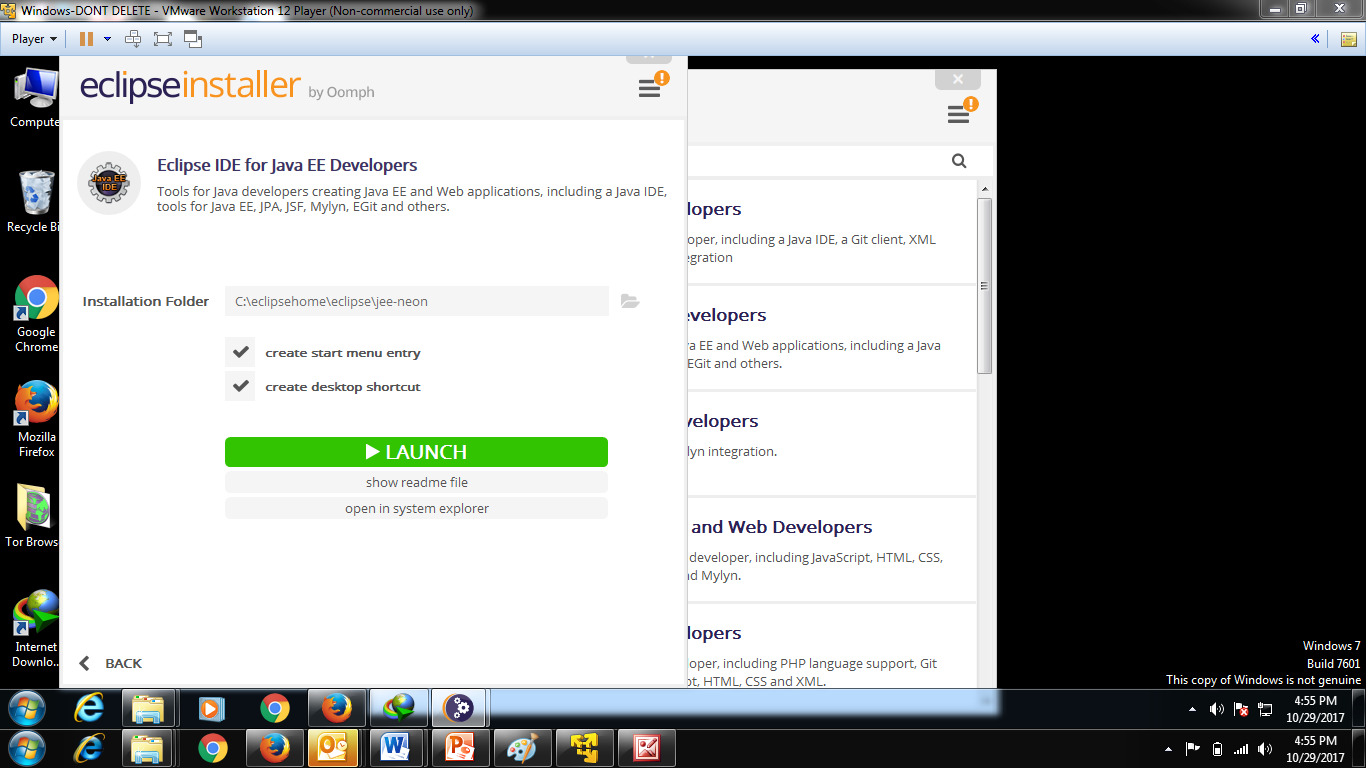 Windows-DONT DELETE - VMware Workstation 12 Player (Non-commercial use only)
Player
eclipseinstaller by Oomph
Java EE
IDE
Eclipse IDE for Java EE Developers
Tools for Java developers creating Java EE and Web applications, including a Java IDE,
tools for Java EE, JPA, JSF, Mylyn, EGit and others.
Installation Folder
C:\eclipsehome\eclipse\jee-neon
create start menu entry
create desktop shortcut
LAUNCH
show readme file
open in system explorer
BACK
lopers
oper, including a Java IDE, a Git client, XML
egration
evelopers
a EE and Web applications, including a Java
EGit and others.
velopers
lyn integration.
and Web Developers
developer, including JavaScript, HTML, CSS,
nd Mylyn.
lopers
oper, including PHP language support, Git
pt, HTML, CSS and XML.
Compute
Recycle Bi
Google
Chrome
Mozilla
Firefox
Tor Brows
Internet
Downlo...
Windows 7
Build 7601
This copy of Windows is not genuine
4:55 PM
10/29/2017
4:55 PM
10/29/2017